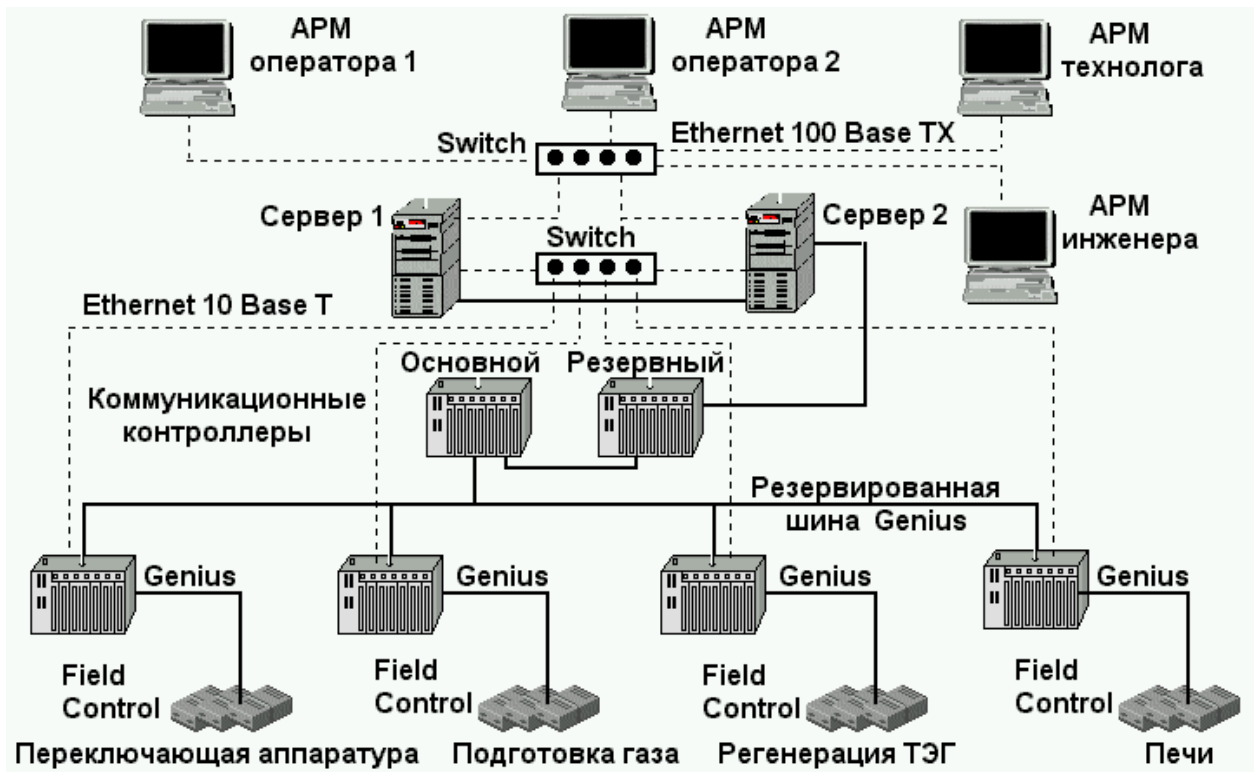 АРМ
оператора 1
АРМ
оператора 2
АРМ
технолога
Switch
Ethernet 100 Base TX
Сервер 1
Switch
Сервер 2
АРМ
инженера
Ethernet 10 Base T
Основной
Резервный
Коммуникационные
контроллеры
Резервированная
шина Genius
Genius
Genius
Genius
Genius
Field
Control
Field
Control
Field
Control
Field
Control
Переключающая аппаратура
Подготовка газа
Регенерация ТЭГ
Печи